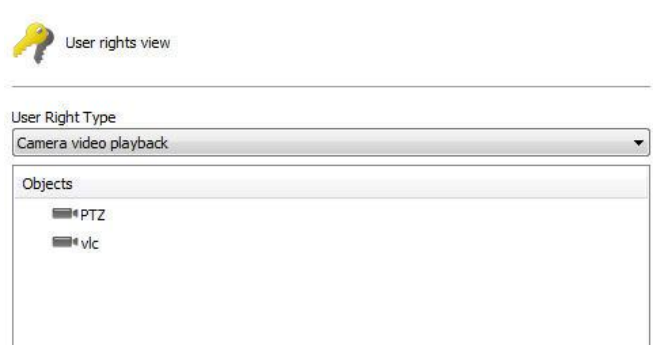 User rights view
User Right Type
Camera video playback
Objects
PTZ
vlc